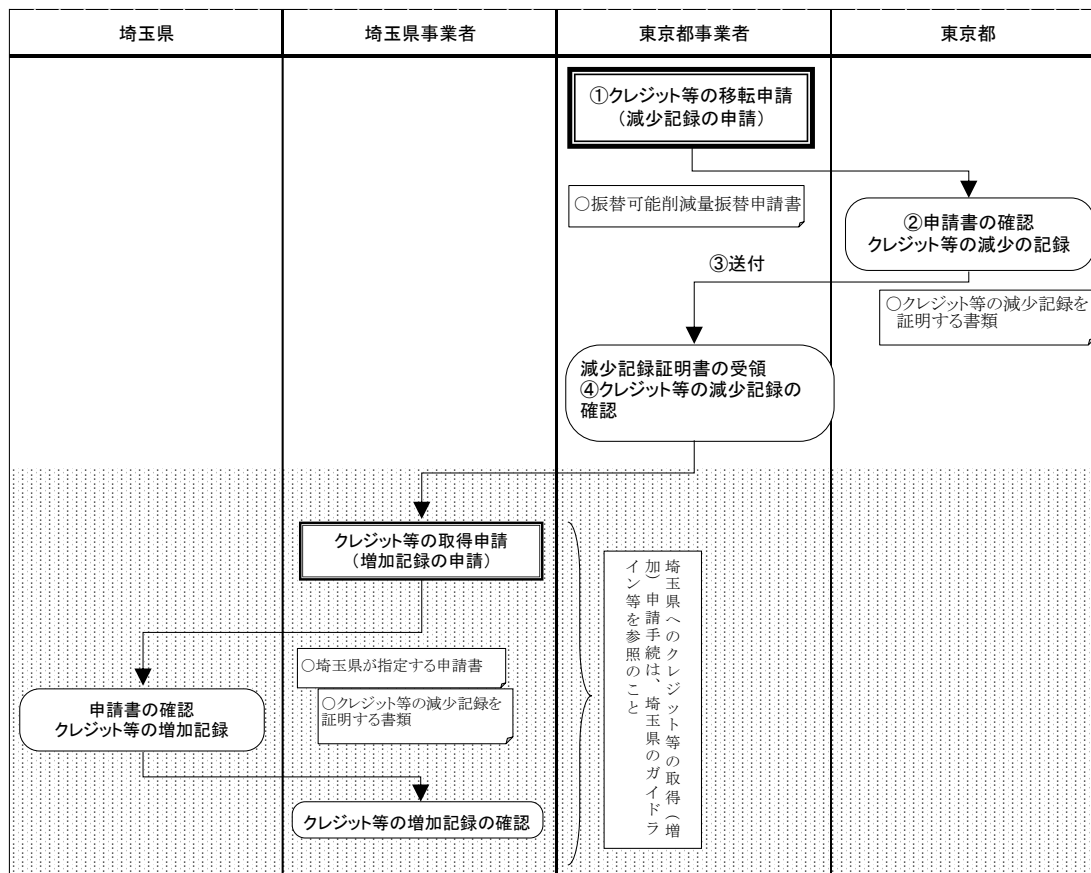 埼玉県
埼玉県事業者
東京都事業者
東京都
①クレジット等の移転申請
（減少記録の申請）
○振替可能削減量振替申請書
②申請書の確認
クレジット等の減少の記録
③送付
○クレジット等の減少記録を
証明する書類
減少記録証明書の受領
④クレジット等の減少記録の
確認
クレジット等の取得申請
（増加記録の申請）
埼玉県へのクレジット等の取得（増
加）申請手続は、埼玉県のガイドラ
イン等を参照のこと
○埼玉県が指定する申請書
○クレジット等の減少記録を
証明する書類
申請書の確認
クレジット等の増加記録
クレジット等の増加記録の確認